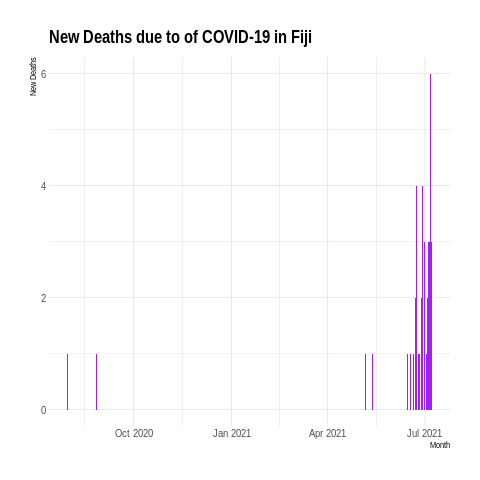 New Deaths due to of COVID-19 in Fiji
New Deaths
6
4
2
0
Oct 2020 Jan 2021 Apr 2021 Jul 2021
Month